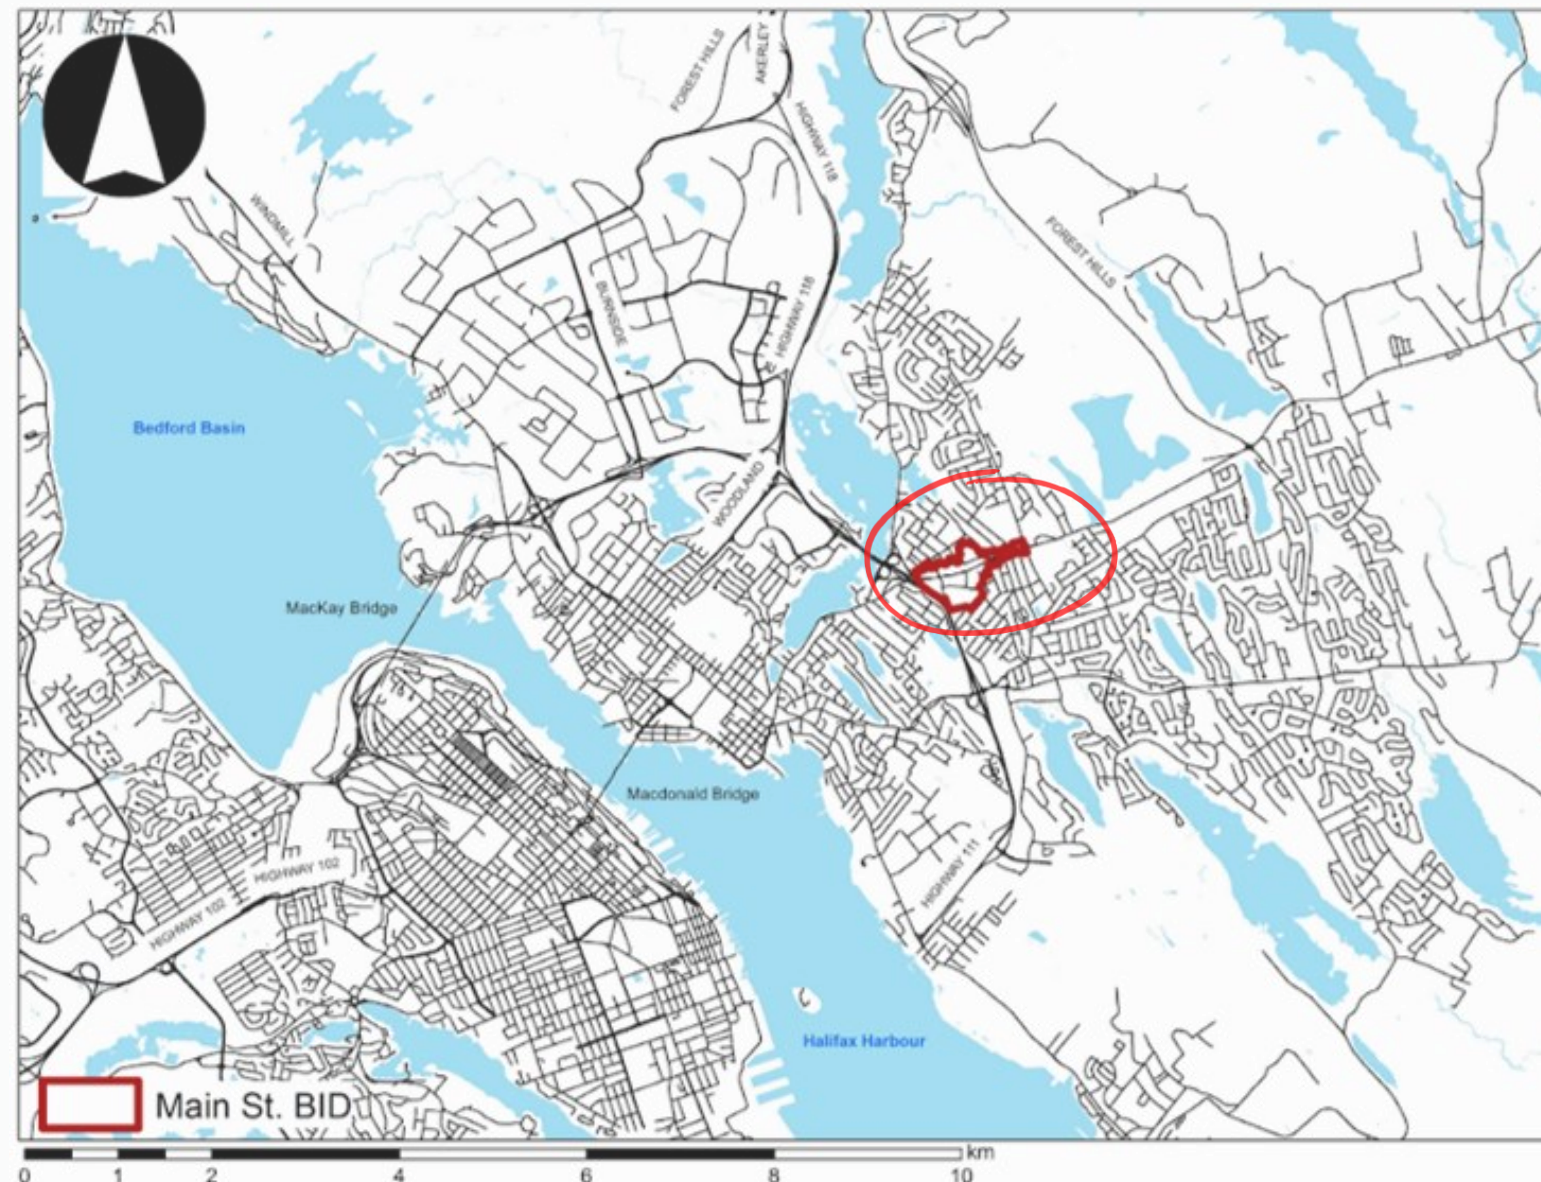 FOREST HILLS
AKERLEY
HIGHWAY 118
WINDMILL
FOREST HILLS
BURNSIDE
HIGHWAY 118
Bedford Basin
WOODLAND
MacKay Bridge
Macdonald Bridge
HIGHWAY 102
HIGHWAY 102
HIGHWAY 111
Halifax Harbour
Main St. BID
km
0 1 2 4 6 8 10